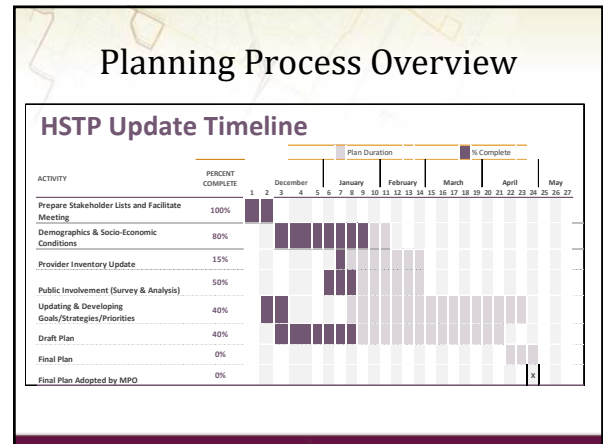 Planning Process Overview
HSTP Update Timeline
Plan Duration % Complete
ACTIVITY PERCENT COMPLETE December January February March April May
1 2 3 4 5 6 7 8 9 10 11 12 13 14 15 16 17 18 19 20 21 22 23 24 25 26 27
Prepare Stakeholder Lists and Facilitate
Meeting
100%
Demographics & Socio-Economic
Conditions
80%
Provider Inventory Update 15%
Public Involvement (Survey & Analysis) 50%
Updating & Developing
Goals/Strategies/Priorities
40%
Draft Plan 40%
Final Plan 0%
Final Plan Adopted by MPO 0% X